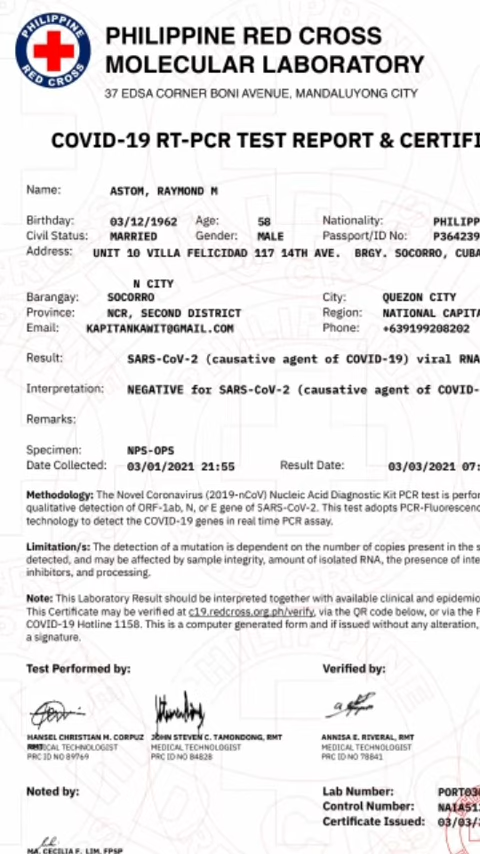 PHILIPPINE RED CROSS
PHILIPPINE RED CROSS
MOLECULAR LABORATORY
37 EDSA CORNER BONI AVENUE, MANDALUYONG CITY
COVID-19 RT-PCR TEST REPORT & CERTIFI
Name: ASTOM, RAYMOND M
Birthday: 03/12/1962 Age: 58 Nationality: PHILIPP
Civil Status: MARRIED Gender: MALE Passport/ID No: P364239
Address: UNIT 10 VILLA FELICIDAD 117 14TH AVE. BRGY. SOCORRO, CUBA
N CITY
Barangay: SOCORRO City: QUEZON CITY
Province: NCR, SECOND DISTRICT Region: NATIONAL CAPITA
Email: KAPITANKAWIT@GMAIL.COM Phone: +639199208202
Result: SARS-CoV-2 (causative agent of COVID-19) viral RNA
Interpretation: NEGATIVE for SARS-CoV-2 (causative agent of COVID-
Remarks:
Specimen: NPS-OPS
Date Collected: 03/01/2021 21:55 Result Date: 03/03/2021 07:
Methodology: The Novel Coronavirus (2019-nCoV) Nucleic Acid Diagnostic Kit PCR test is perfor
qualitative detection of ORF-1ab, N, or E gene of SARS-CoV-2. This test adopts PCR-Fluorescenc
technology to detect the COVID-19 genes in real time PCR assay.
Limitation/s: The detection of a mutation is dependent on the number of copies present in the s
detected, and may be affected by sample integrity, amount of isolated RNA, the presence of inte
inhibitors, and processing.
Note: This Laboratory Result should be interpreted together with available clinical and epidemio
This Certificate may be verified at c19.redcross.org.ph/verify, via the QR code below, or via the P
COVID-19 Hotline 1158. This is a computer generated form and if issued without any alteration,
a signature.
Test Performed by: Verified by:
HANSEL CHRISTIAN M. CORPUZ JOHN STEVEN C. TAMONDONG, RMT ANNISA E. RIVERAL, RMT
MEDICAL TECHNOLOGIST MEDICAL TECHNOLOGIST
PRC ID NO 89769 PRC ID NO 84828 PRC ID NO 78841
Noted by: Lab Number: PORT03
Control Number: NAIA51
Certificate Issued: 03/03/
MA. CECILIA F. LIM, FPSP